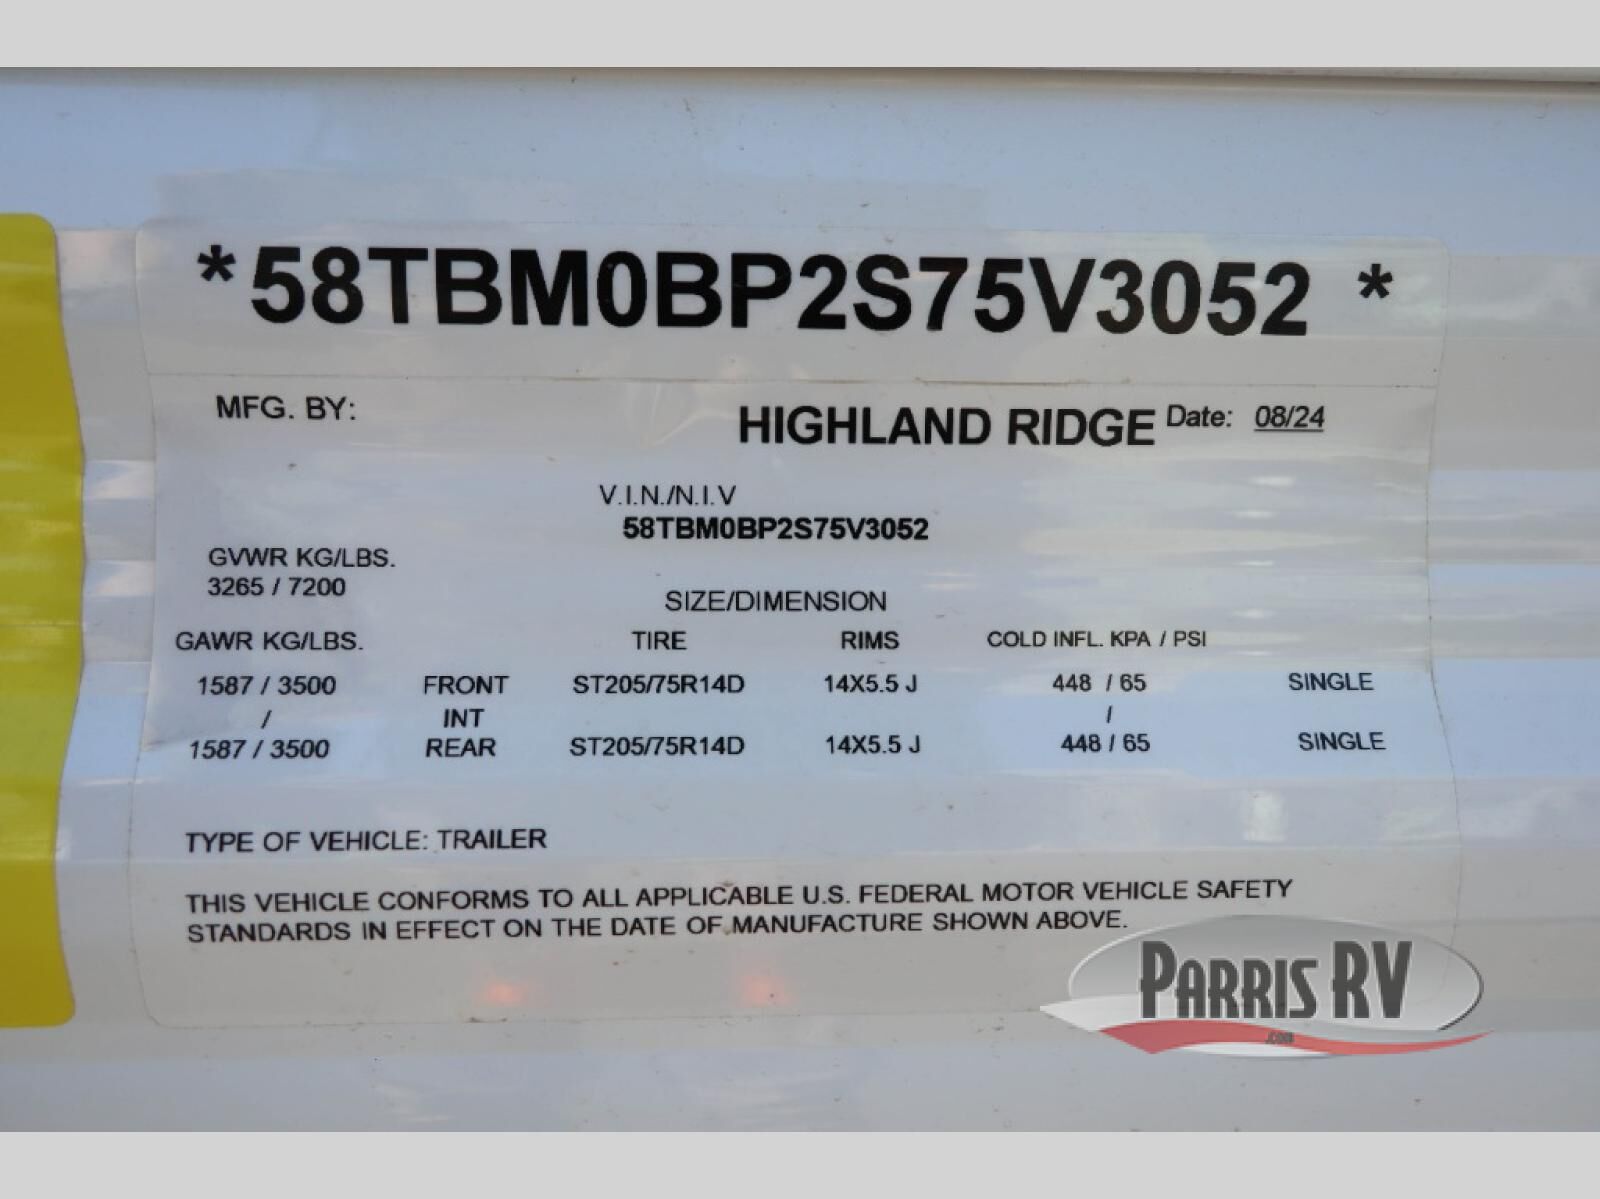 *58TBM0BP2S75V3052 *
MFG. BY: HIGHLAND RIDGE Date: 08/24
V.I.N./N.I.V
58TBM0BP2S75V3052
GVWR KG/LBS.
3265 / 7200
SIZE/DIMENSION
GAWR KG/LBS. TIRE RIMS COLD INFL. KPA / PSI
1587 / 3500 FRONT ST205/75R14D 14X5.5 J 448 / 65 SINGLE
/ INT /
1587 / 3500 REAR ST205/75R14D 14X5.5 J 448 / 65 SINGLE
TYPE OF VEHICLE: TRAILER
THIS VEHICLE CONFORMS TO ALL APPLICABLE U.S. FEDERAL MOTOR VEHICLE SAFETY
STANDARDS IN EFFECT ON THE DATE OF MANUFACTURE SHOWN ABOVE.
PARRIS RV
.COM